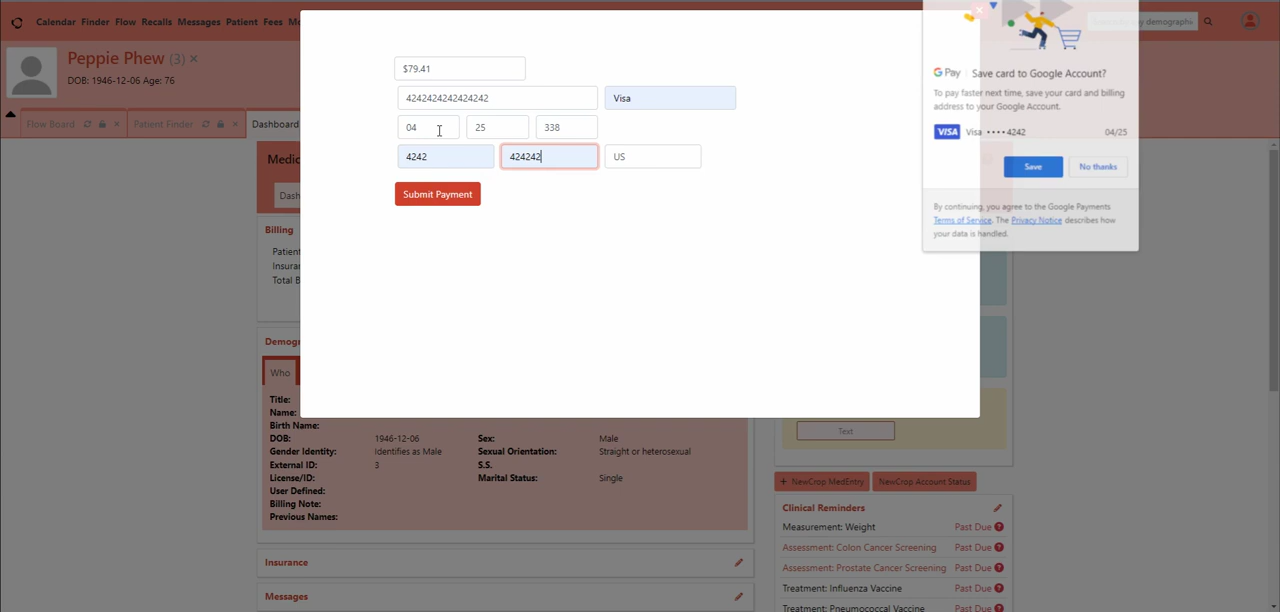 Calendar Finder Flow Recalls Messages Patient Fees
Peppie Phew (3) ×
DOB: 1946-12-06 Age: 76
Flow Board
Patient Finder
Dashboard
$79.41
4242424242424242
Visa
04
25
338
4242
424242
US
Submit Payment
G Pay
Save card to Google Account?
To pay faster next time, save your card and billing
address to your Google Account.
VISA Visa ••••4242 04/25
Save
No thanks
By continuing, you agree to the Google Payments
Terms of Service. The Privacy Notice describes how
your data is handled.
Billing
Who
Title:
Name:
Birth Name:
DOB: 1946-12-06
Gender Identity: Identifies as Male
External ID: 3
License/ID:
User Defined:
Billing Note:
Previous Names:
Sex: Male
Sexual Orientation: Straight or heterosexual
S.S.
Marital Status: Single
Insurance
Messages
Text
+ NewCrop MedEntry
NewCrop Account Status
Clinical Reminders
Measurement: Weight Past Due
Assessment: Colon Cancer Screening Past Due
Assessment: Prostate Cancer Screening Past Due
Treatment: Influenza Vaccine Past Due
Treatment: Pneumococcal Vaccine Past Due